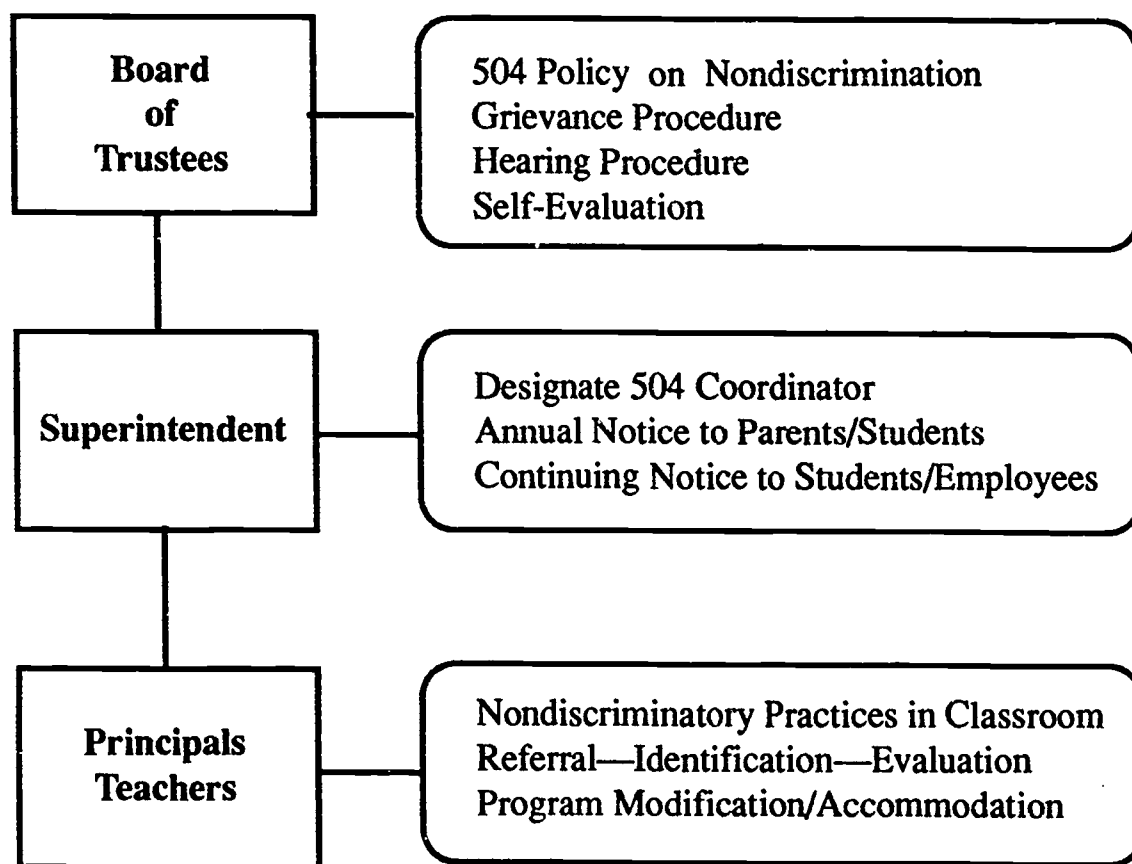 Board
of
Trustees
504 Policy on Nondiscrimination
Grievance Procedure
Hearing Procedure
Self-Evaluation
Superintendent
Designate 504 Coordinator
Annual Notice to Parents/Students
Continuing Notice to Students/Employees
Principals
Teachers
Nondiscriminatory Practices in Classroom
Referral—Identification—Evaluation
Program Modification/Accommodation